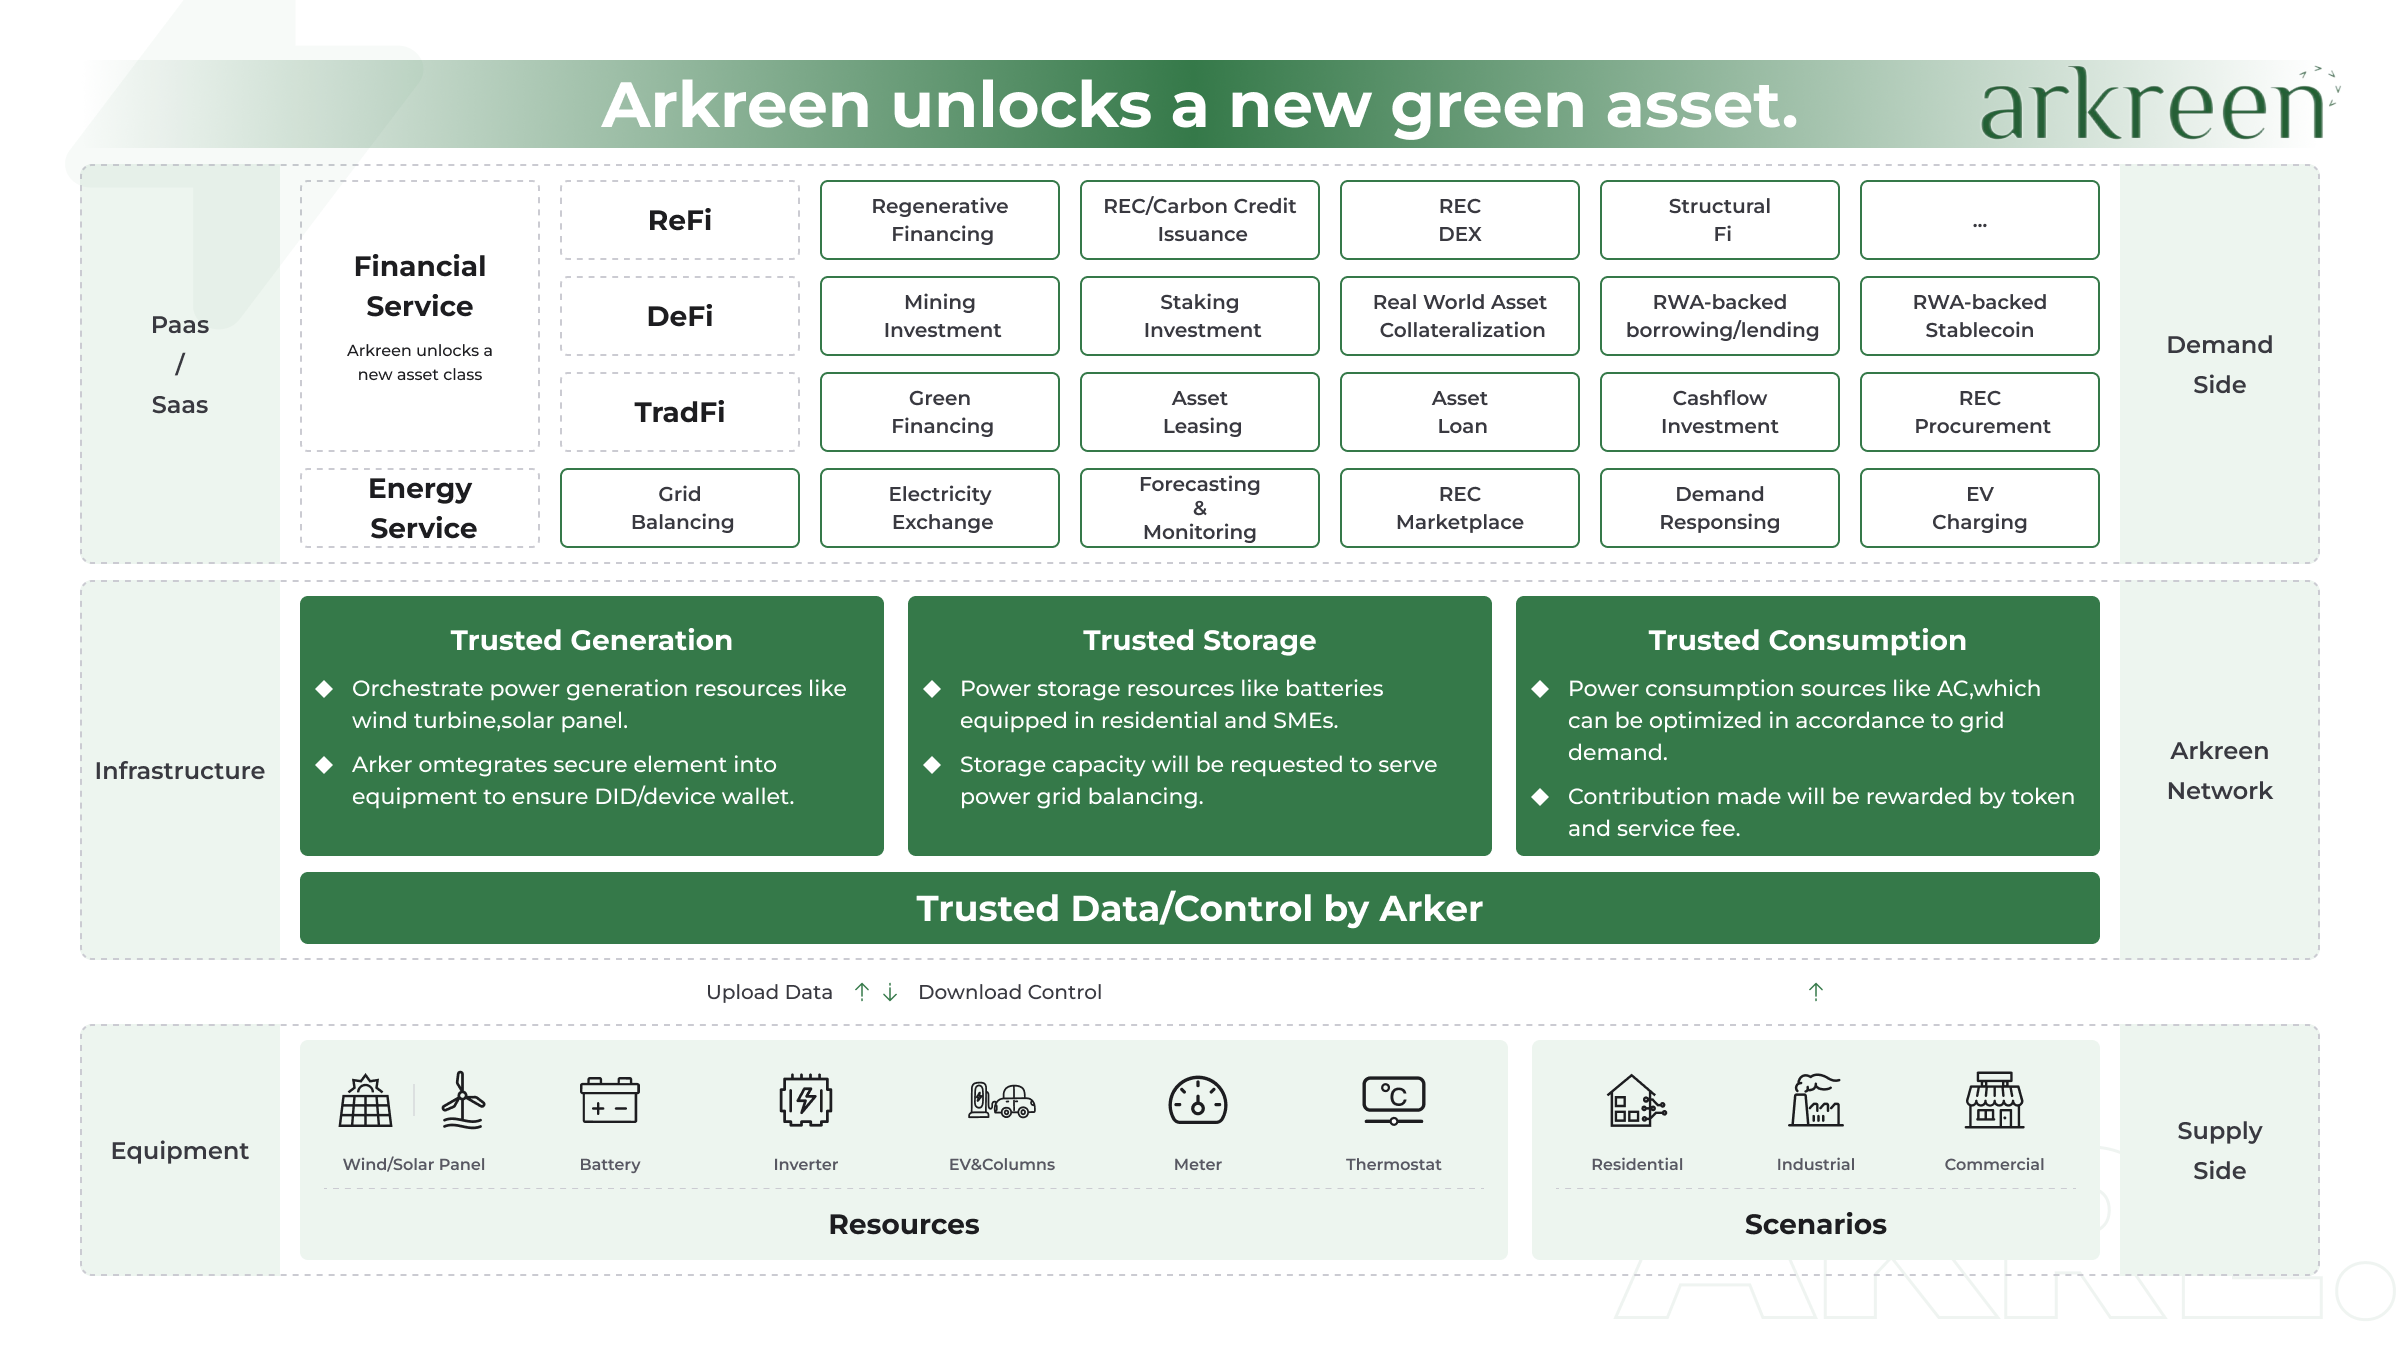 Arkreen unlocks a new green asset.
arkreen
Paas
/
Saas
Financial
Service
Arkreen unlocks a
new asset class
ReFi
Regenerative
Financing
REC/Carbon Credit
Issuance
REC
DEX
Structural
Fi
...
DeFi
Mining
Investment
Staking
Investment
Real World Asset
Collateralization
RWA-backed
borrowing/lending
RWA-backed
Stablecoin
TradFi
Green
Financing
Asset
Leasing
Asset
Loan
Cashflow
Investment
REC
Procurement
Energy
Service
Grid
Balancing
Electricity
Exchange
Forecasting
&
Monitoring
REC
Marketplace
Demand
Responsing
EV
Charging
Demand
Side
Infrastructure
Trusted Generation
Orchestrate power generation resources like
wind turbine,solar panel.
Arker omtegrates secure element into
equipment to ensure DID/device wallet.
Trusted Storage
Power storage resources like batteries
equipped in residential and SMEs.
Storage capacity will be requested to serve
power grid balancing.
Trusted Consumption
Power consumption sources like AC,which
can be optimized in accordance to grid
demand.
Contribution made will be rewarded by token
and service fee.
Trusted Data/Control by Arker
Arkreen
Network
Upload Data ↑ ↓ Download Control
↑
Equipment
°C
Wind/Solar Panel
Battery
Inverter
EV&Columns
Meter
Thermostat
Resources
Residential
Industrial
Commercial
Scenarios
Supply
Side